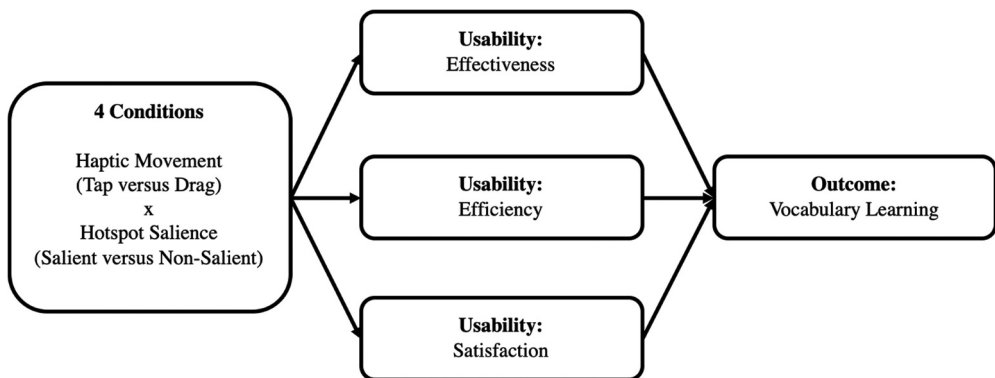 4 Conditions
Haptic Movement
(Tap versus Drag)
x
Hotspot Salience
(Salient versus Non-Salient)
Usability:
Effectiveness
Usability:
Efficiency
Usability:
Satisfaction
Outcome:
Vocabulary Learning